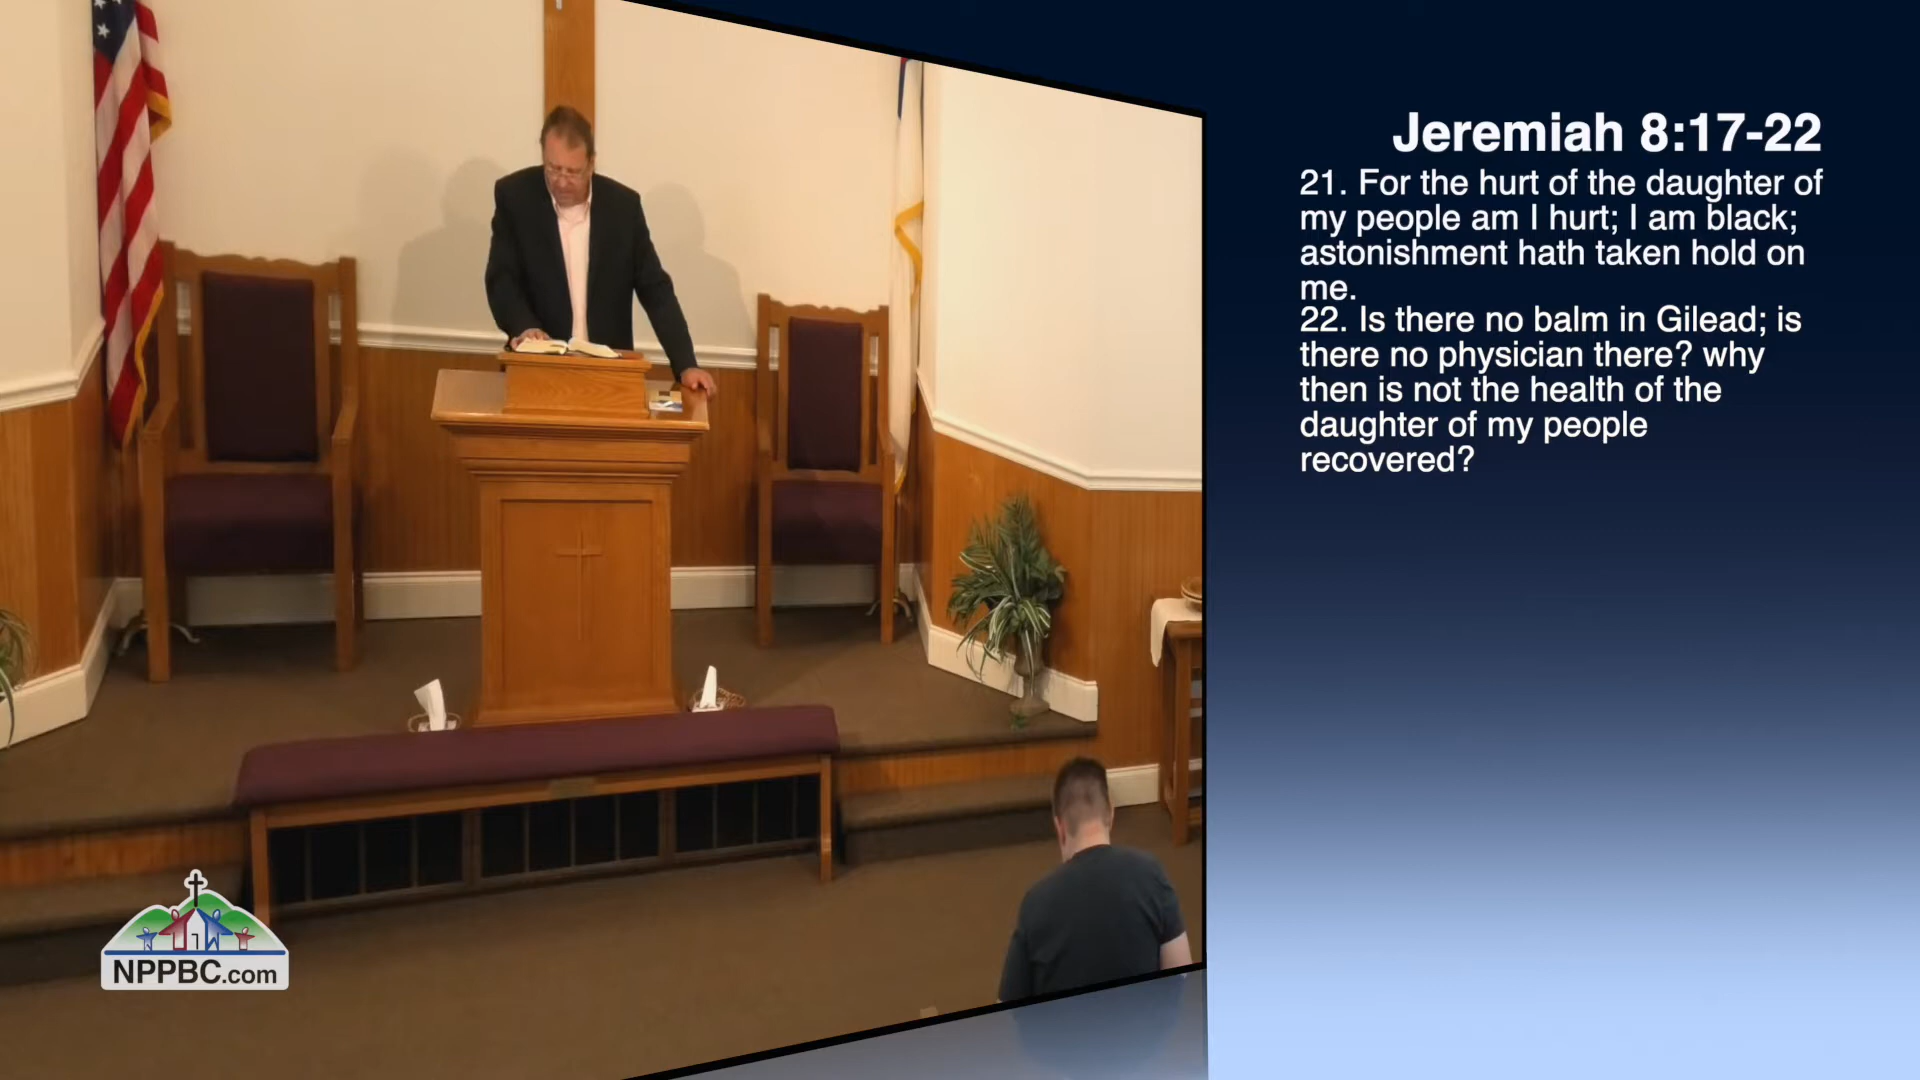 Jeremiah 8:17-22
21. For the hurt of the daughter of
my people am I hurt; I am black;
astonishment hath taken hold on
me.
22. Is there no balm in Gilead; is
there no physician there? why
then is not the health of the
daughter of my people
recovered?
NPPBC.com